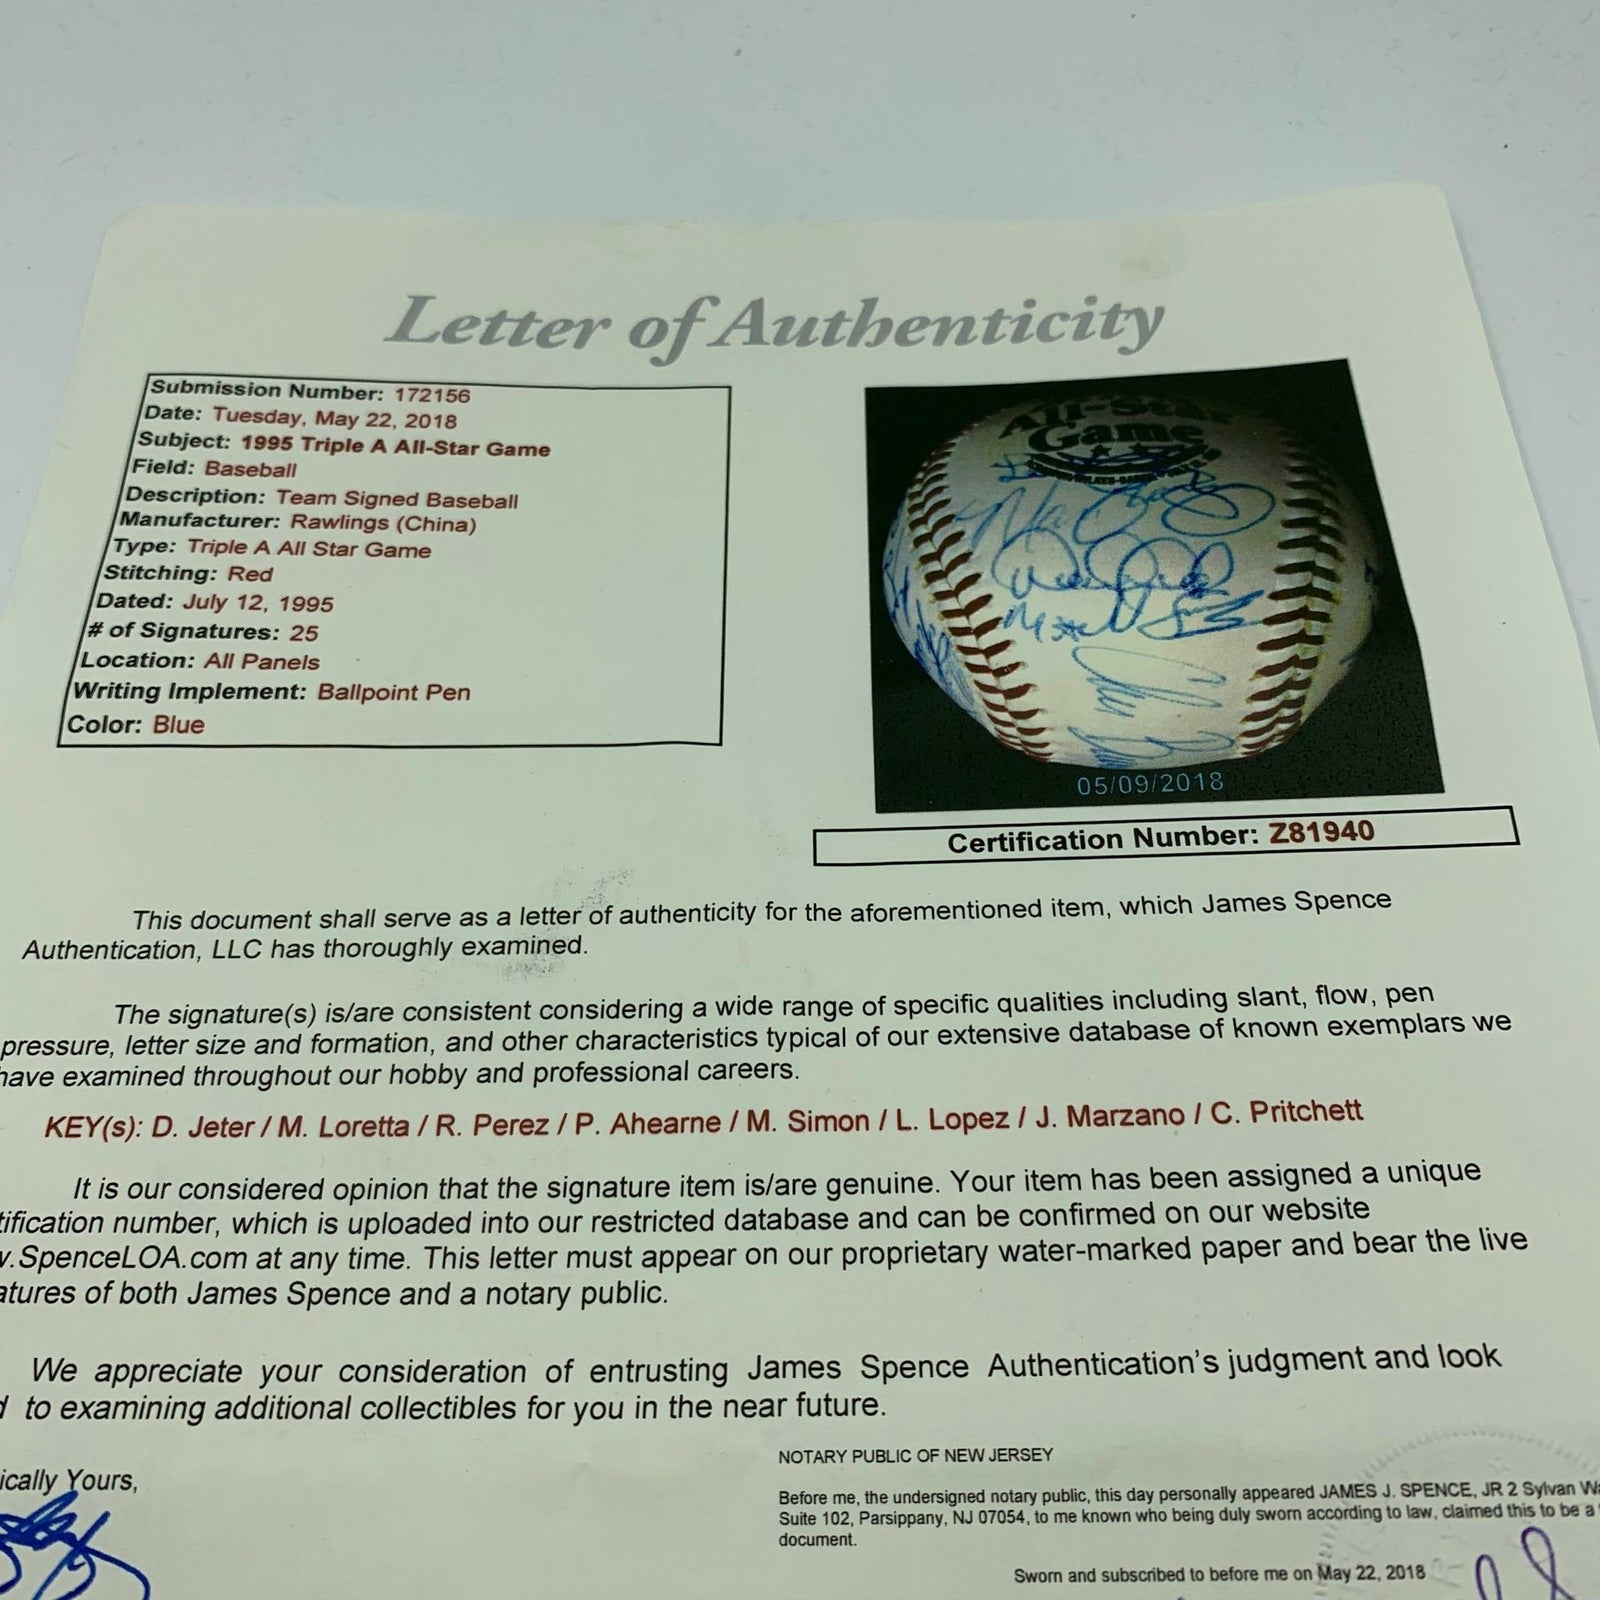 Letter of Authenticity
Submission Number: 172156
Date: Tuesday, May 22, 2018
Subject: 1995 Triple A All-Star Game
Field: Baseball
Description: Team Signed Baseball
Manufacturer: Rawlings (China)
Type: Triple A All Star Game
Stitching: Red
Dated: July 12, 1995
# of Signatures: 25
Location: All Panels
Writing Implement: Ballpoint Pen
Color: Blue
All-Star
Game
05/09/2018
Certification Number: Z81940
This document shall serve as a letter of authenticity for the aforementioned item, which James Spence
Authentication, LLC has thoroughly examined.
The signature(s) is/are consistent considering a wide range of specific qualities including slant, flow, pen
pressure, letter size and formation, and other characteristics typical of our extensive database of known exemplars we
have examined throughout our hobby and professional careers.
KEY(s): D. Jeter / M. Loretta / R. Perez / P. Ahearne / M. Simon / L. Lopez / J. Marzano / C. Pritchett
It is our considered opinion that the signature item is/are genuine. Your item has been assigned a unique
tification number, which is uploaded into our restricted database and can be confirmed on our website
w.SpenceLOA.com at any time. This letter must appear on our proprietary water-marked paper and bear the live
atures of both James Spence and a notary public.
We appreciate your consideration of entrusting James Spence Authentication's judgment and look
d to examining additional collectibles for you in the near future.
ically Yours,
NOTARY PUBLIC OF NEW JERSEY
Before me, the undersigned notary public, this day personally appeared JAMES J. SPENCE, JR 2 Sylvan Wa
Suite 102, Parsippany, NJ 07054, to me known who being duly sworn according to law, claimed this to be a
document.
Sworn and subscribed to before me on May 22, 2018